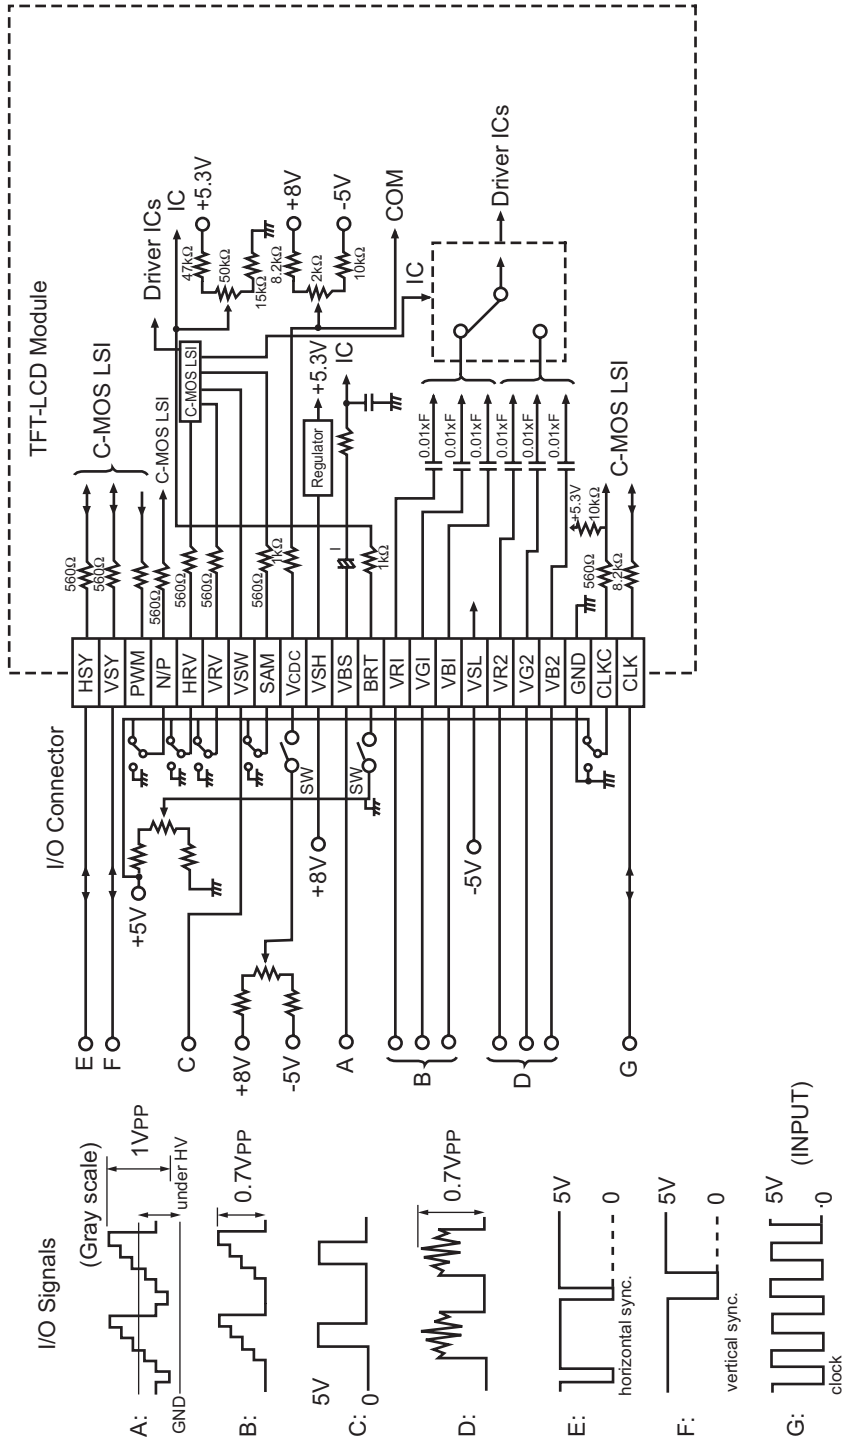 TFT-LCD Module
I/O Connector
I/O Signals
C-MOS LSI
C-MOS LSI
Driver ICs
IC
+5.3V
47kΩ
50kΩ
15kΩ
+8V
8.2kΩ
2kΩ
10kΩ
-5V
COM
C-MOS LSI
Regulator
+5.3V
IC
IC
Driver ICs
0.01xF
0.01xF
0.01xF
0.01xF
0.01xF
0.01xF
+5.3V
10kΩ
C-MOS LSI
560Ω
560Ω
560Ω
560Ω
560Ω
560Ω
1kΩ
1kΩ
560Ω
8.2kΩ
HSY
VSY
PWM
N/P
HRV
VRV
VSW
SAM
VCDC
VSH
VBS
BRT
VRI
VGI
VBI
VSL
VR2
VG2
VB2
GND
CLKC
CLK
SW
SW
+5V
+8V
-5V
E
F
C
+8V
-5V
A
B
D
G
A:
(Gray scale)
1VPP
under HV
GND
B:
0.7VPP
C:
5V
0
D:
0.7VPP
E:
5V
0
horizontal sync.
F:
5V
0
vertical sync.
G:
5V
0
(INPUT)
clock